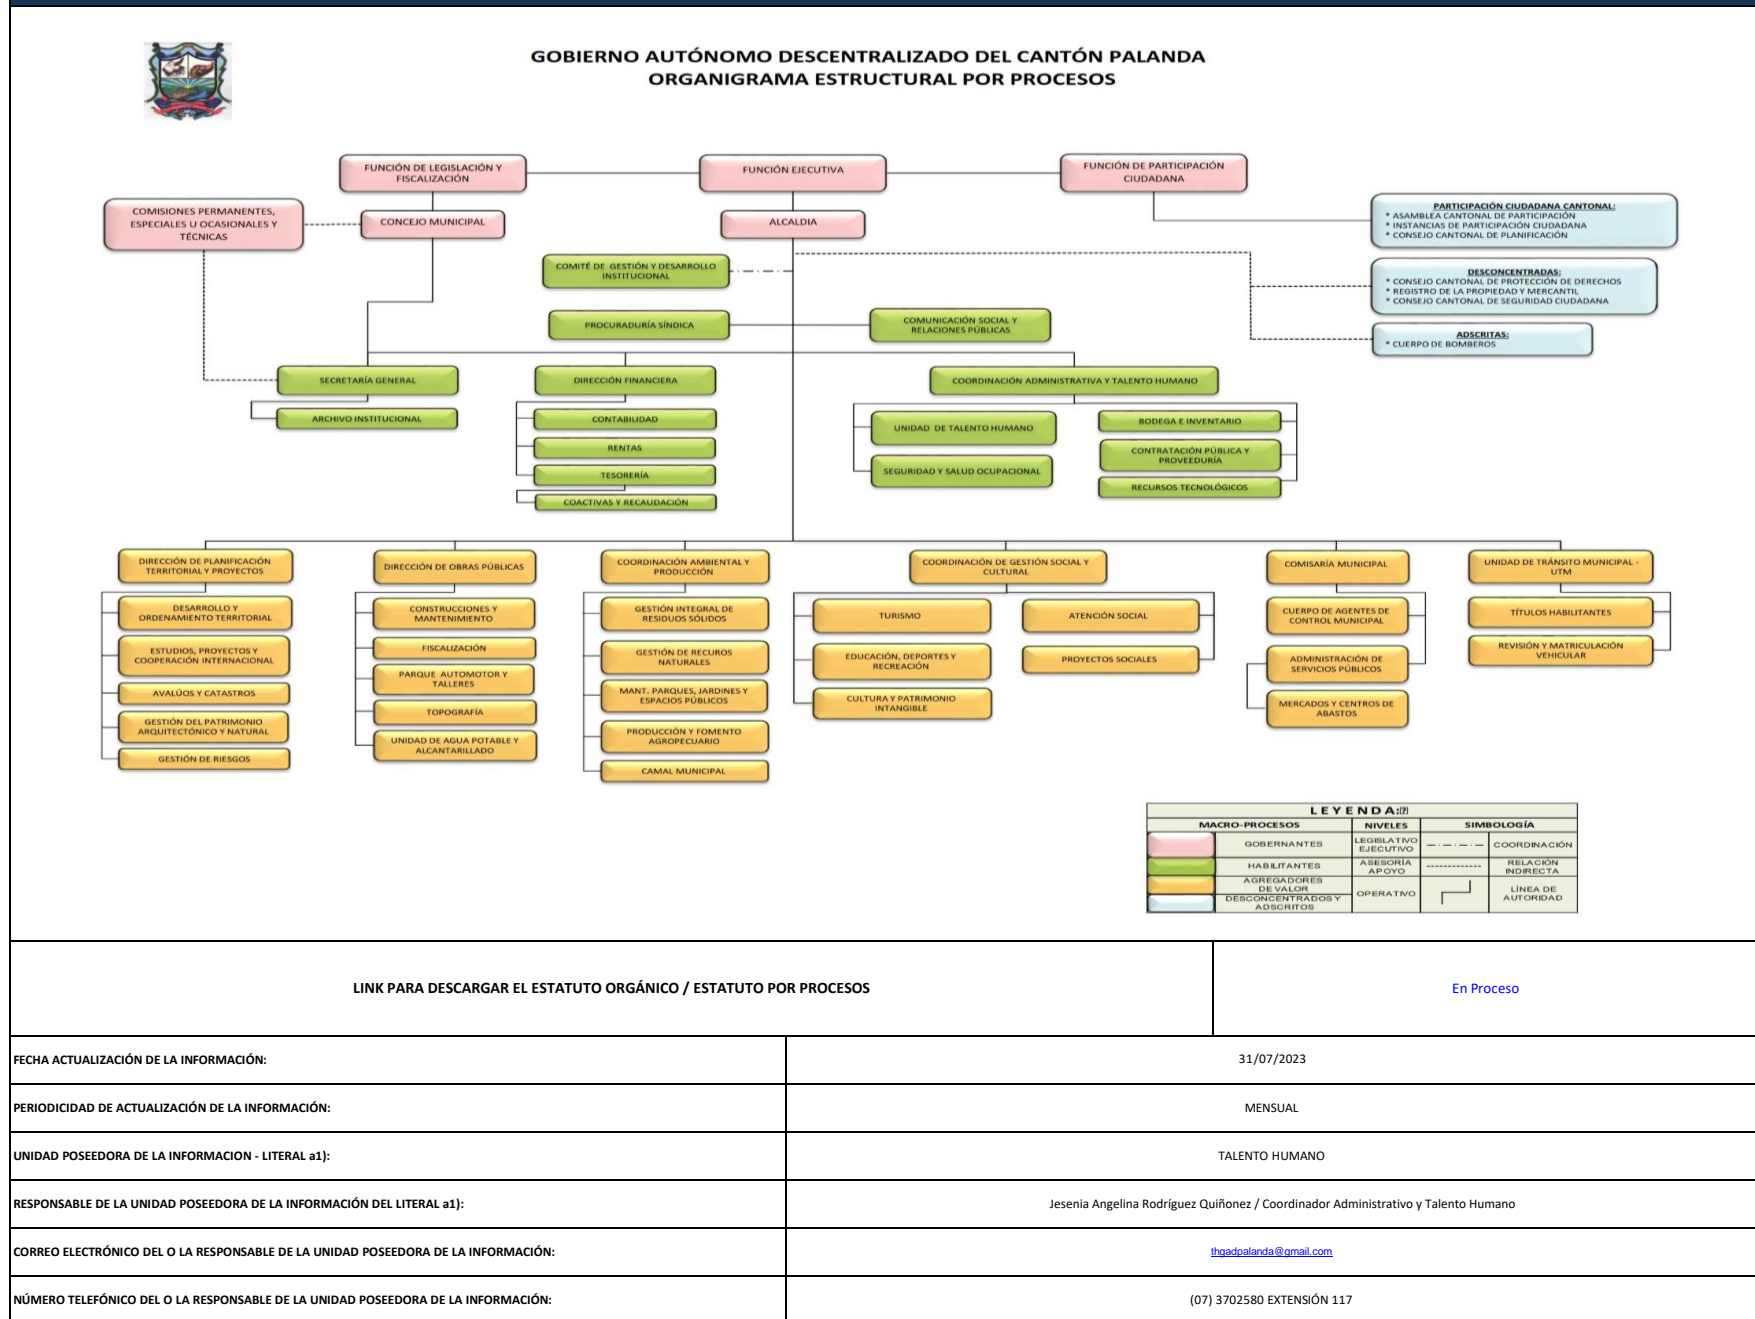 GOBIERNO AUTÓNOMO DESCENTRALIZADO DEL CANTÓN PALANDA
ORGANIGRAMA ESTRUCTURAL POR PROCESOS
FUNCIÓN DE LEGISLACIÓN Y
FISCALIZACIÓN
FUNCIÓN EJECUTIVA
FUNCIÓN DE PARTICIPACIÓN
CIUDADANA
COMISIONES PERMANENTES,
ESPECIALES U OCASIONALES Y
TÉCNICAS
CONCEJO MUNICIPAL
ALCALDIA
PARTICIPACIÓN CIUDADANA CANTONAL:
* ASAMBLEA CANTONAL DE PARTICIPACIÓN
* INSTANCIAS DE PARTICIPACIÓN CIUDADANA
* CONSEJO CANTONAL DE PLANIFICACIÓN
COMITÉ DE GESTIÓN Y DESARROLLO
INSTITUCIONAL
DESCONCENTRADAS:
* CONSEJO CANTONAL DE PROTECCIÓN DE DERECHOS
* REGISTRO DE LA PROPIEDAD Y MERCANTIL
* CONSEJO CANTONAL DE SEGURIDAD CIUDADANA
PROCURADURÍA SÍNDICA
COMUNICACIÓN SOCIAL Y
RELACIONES PÚBLICAS
ADSCRITAS:
* CUERPO DE BOMBEROS
SECRETARÍA GENERAL
DIRECCIÓN FINANCIERA
COORDINACIÓN ADMINISTRATIVA Y TALENTO HUMANO
ARCHIVO INSTITUCIONAL
CONTABILIDAD
RENTAS
TESORERÍA
COACTIVAS Y RECAUDACIÓN
UNIDAD DE TALENTO HUMANO
SEGURIDAD Y SALUD OCUPACIONAL
BODEGA E INVENTARIO
CONTRATACIÓN PÚBLICA Y
PROVEEDURÍA
RECURSOS TECNOLÓGICOS
DIRECCIÓN DE PLANIFICACIÓN
TERRITORIAL Y PROYECTOS
DESARROLLO Y
ORDENAMIENTO TERRITORIAL
ESTUDIOS, PROYECTOS Y
COOPERACIÓN INTERNACIONAL
AVALÚOS Y CATASTROS
GESTIÓN DEL PATRIMONIO
ARQUITECTÓNICO Y NATURAL
GESTIÓN DE RIESGOS
DIRECCIÓN DE OBRAS PÚBLICAS
CONSTRUCCIONES Y
MANTENIMIENTO
FISCALIZACIÓN
PARQUE AUTOMOTOR Y
TALLERES
TOPOGRAFÍA
UNIDAD DE AGUA POTABLE Y
ALCANTARILLADO
COORDINACIÓN AMBIENTAL Y
PRODUCCIÓN
GESTIÓN INTEGRAL DE
RESIDUOS SÓLIDOS
GESTIÓN DE RECUROS
NATURALES
MANT. PARQUES, JARDINES Y
ESPACIOS PÚBLICOS
PRODUCCIÓN Y FOMENTO
AGROPECUARIO
CAMAL MUNICIPAL
COORDINACIÓN DE GESTIÓN SOCIAL Y
CULTURAL
TURISMO
EDUCACIÓN, DEPORTES Y
RECREACIÓN
CULTURA Y PATRIMONIO
INTANGIBLE
ATENCIÓN SOCIAL
PROYECTOS SOCIALES
COMISARÍA MUNICIPAL
CUERPO DE AGENTES DE
CONTROL MUNICIPAL
ADMINISTRACIÓN DE
SERVICIOS PÚBLICOS
MERCADOS Y CENTROS DE
ABASTOS
UNIDAD DE TRÁNSITO MUNICIPAL -
UTM
TÍTULOS HABILITANTES
REVISIÓN Y MATRICULACIÓN
VEHICULAR
LEYENDA:
MACRO-PROCESOS NIVELES SIMBOLOGÍA
GOBERNANTES LEGISLATIVO
EJECUTIVO COORDINACIÓN
HABILITANTES ASESORÍA
APOYO RELACIÓN
INDIRECTA
AGREGADORES
DE VALOR OPERATIVO LÍNEA DE
AUTORIDAD
DESCONCENTRADOS Y
ADSCRITOS
LINK PARA DESCARGAR EL ESTATUTO ORGÁNICO / ESTATUTO POR PROCESOS En Proceso
FECHA ACTUALIZACIÓN DE LA INFORMACIÓN: 31/07/2023
PERIODICIDAD DE ACTUALIZACIÓN DE LA INFORMACIÓN: MENSUAL
UNIDAD POSEEDORA DE LA INFORMACION - LITERAL a1): TALENTO HUMANO
RESPONSABLE DE LA UNIDAD POSEEDORA DE LA INFORMACIÓN DEL LITERAL a1): Jesenia Angelina Rodríguez Quiñonez / Coordinador Administrativo y Talento Humano
CORREO ELECTRÓNICO DEL O LA RESPONSABLE DE LA UNIDAD POSEEDORA DE LA INFORMACIÓN: thgadpalanda@gmail.com
NÚMERO TELEFÓNICO DEL O LA RESPONSABLE DE LA UNIDAD POSEEDORA DE LA INFORMACIÓN: (07) 3702580 EXTENSIÓN 117